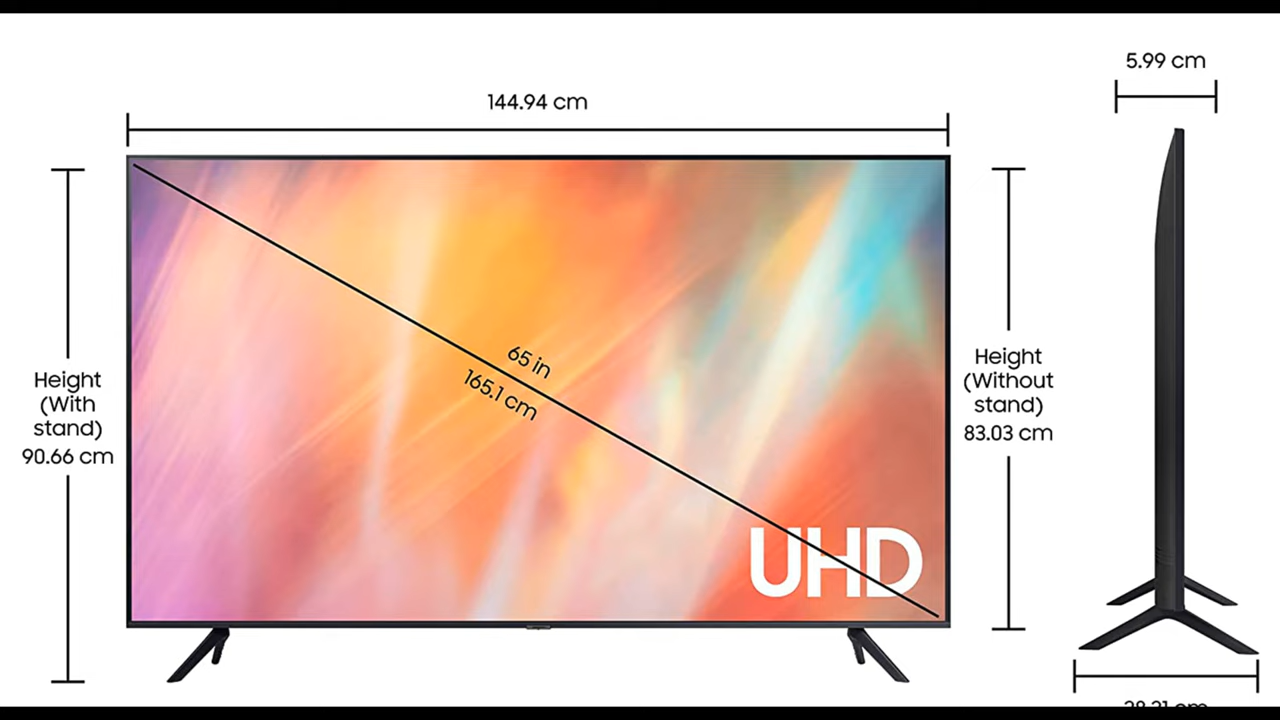 5.99 cm
144.94 cm
65 in
165.1 cm
Height
(With
stand)
90.66 cm
Height
(Without
stand)
83.03 cm
UHD